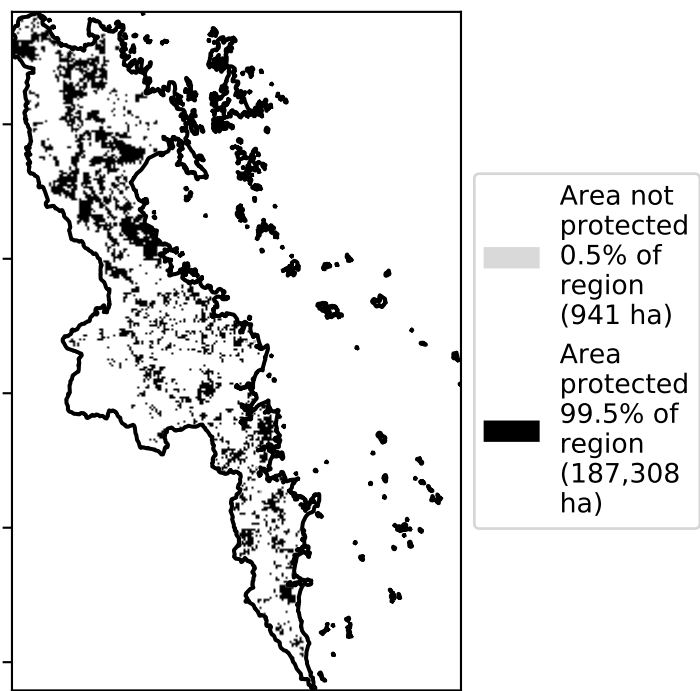 Area not
protected
0.5% of
region
(941 ha)
Area
protected
99.5% of
region
(187,308
ha)